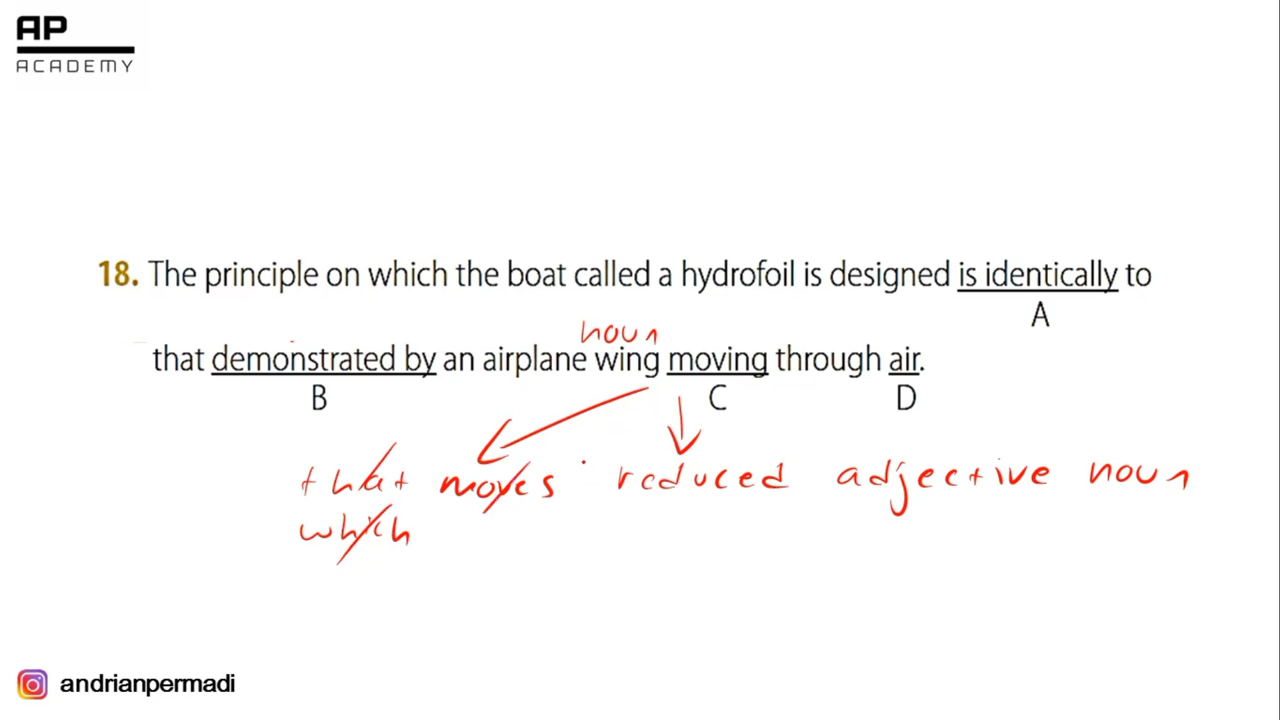 AP
ACADEMY
18. The principle on which the boat called a hydrofoil is designed is identically to
A
noun
that demonstrated by an airplane wing moving through air.
B C D
that moves reduced adjective noun
which
andrianpermadi